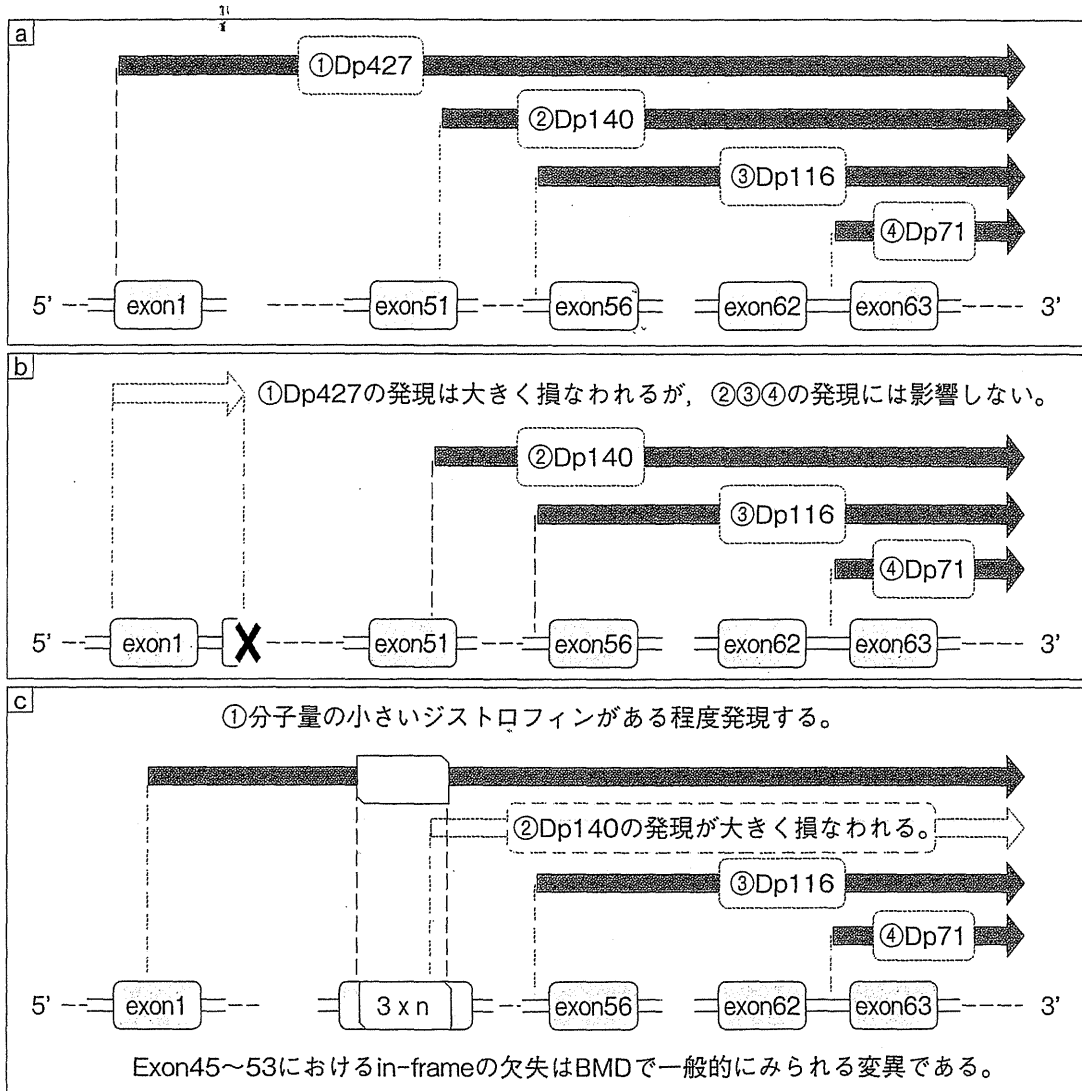 a
①Dp427
②Dp140
③Dp116
④Dp71
5' exon1 exon51 exon56 exon62 exon63 3'
b
①Dp427の発現は大きく損なわれるが，②③④の発現には影響しない。
②Dp140
③Dp116
④Dp71
5' exon1 X exon51 exon56 exon62 exon63 3'
c
①分子量の小さいジストロフィンがある程度発現する。
②Dp140の発現が大きく損なわれる。
③Dp116
④Dp71
5' exon1 3 x n exon56 exon62 exon63 3'
Exon45～53におけるin-frameの欠失はBMDで一般的にみられる変異である。